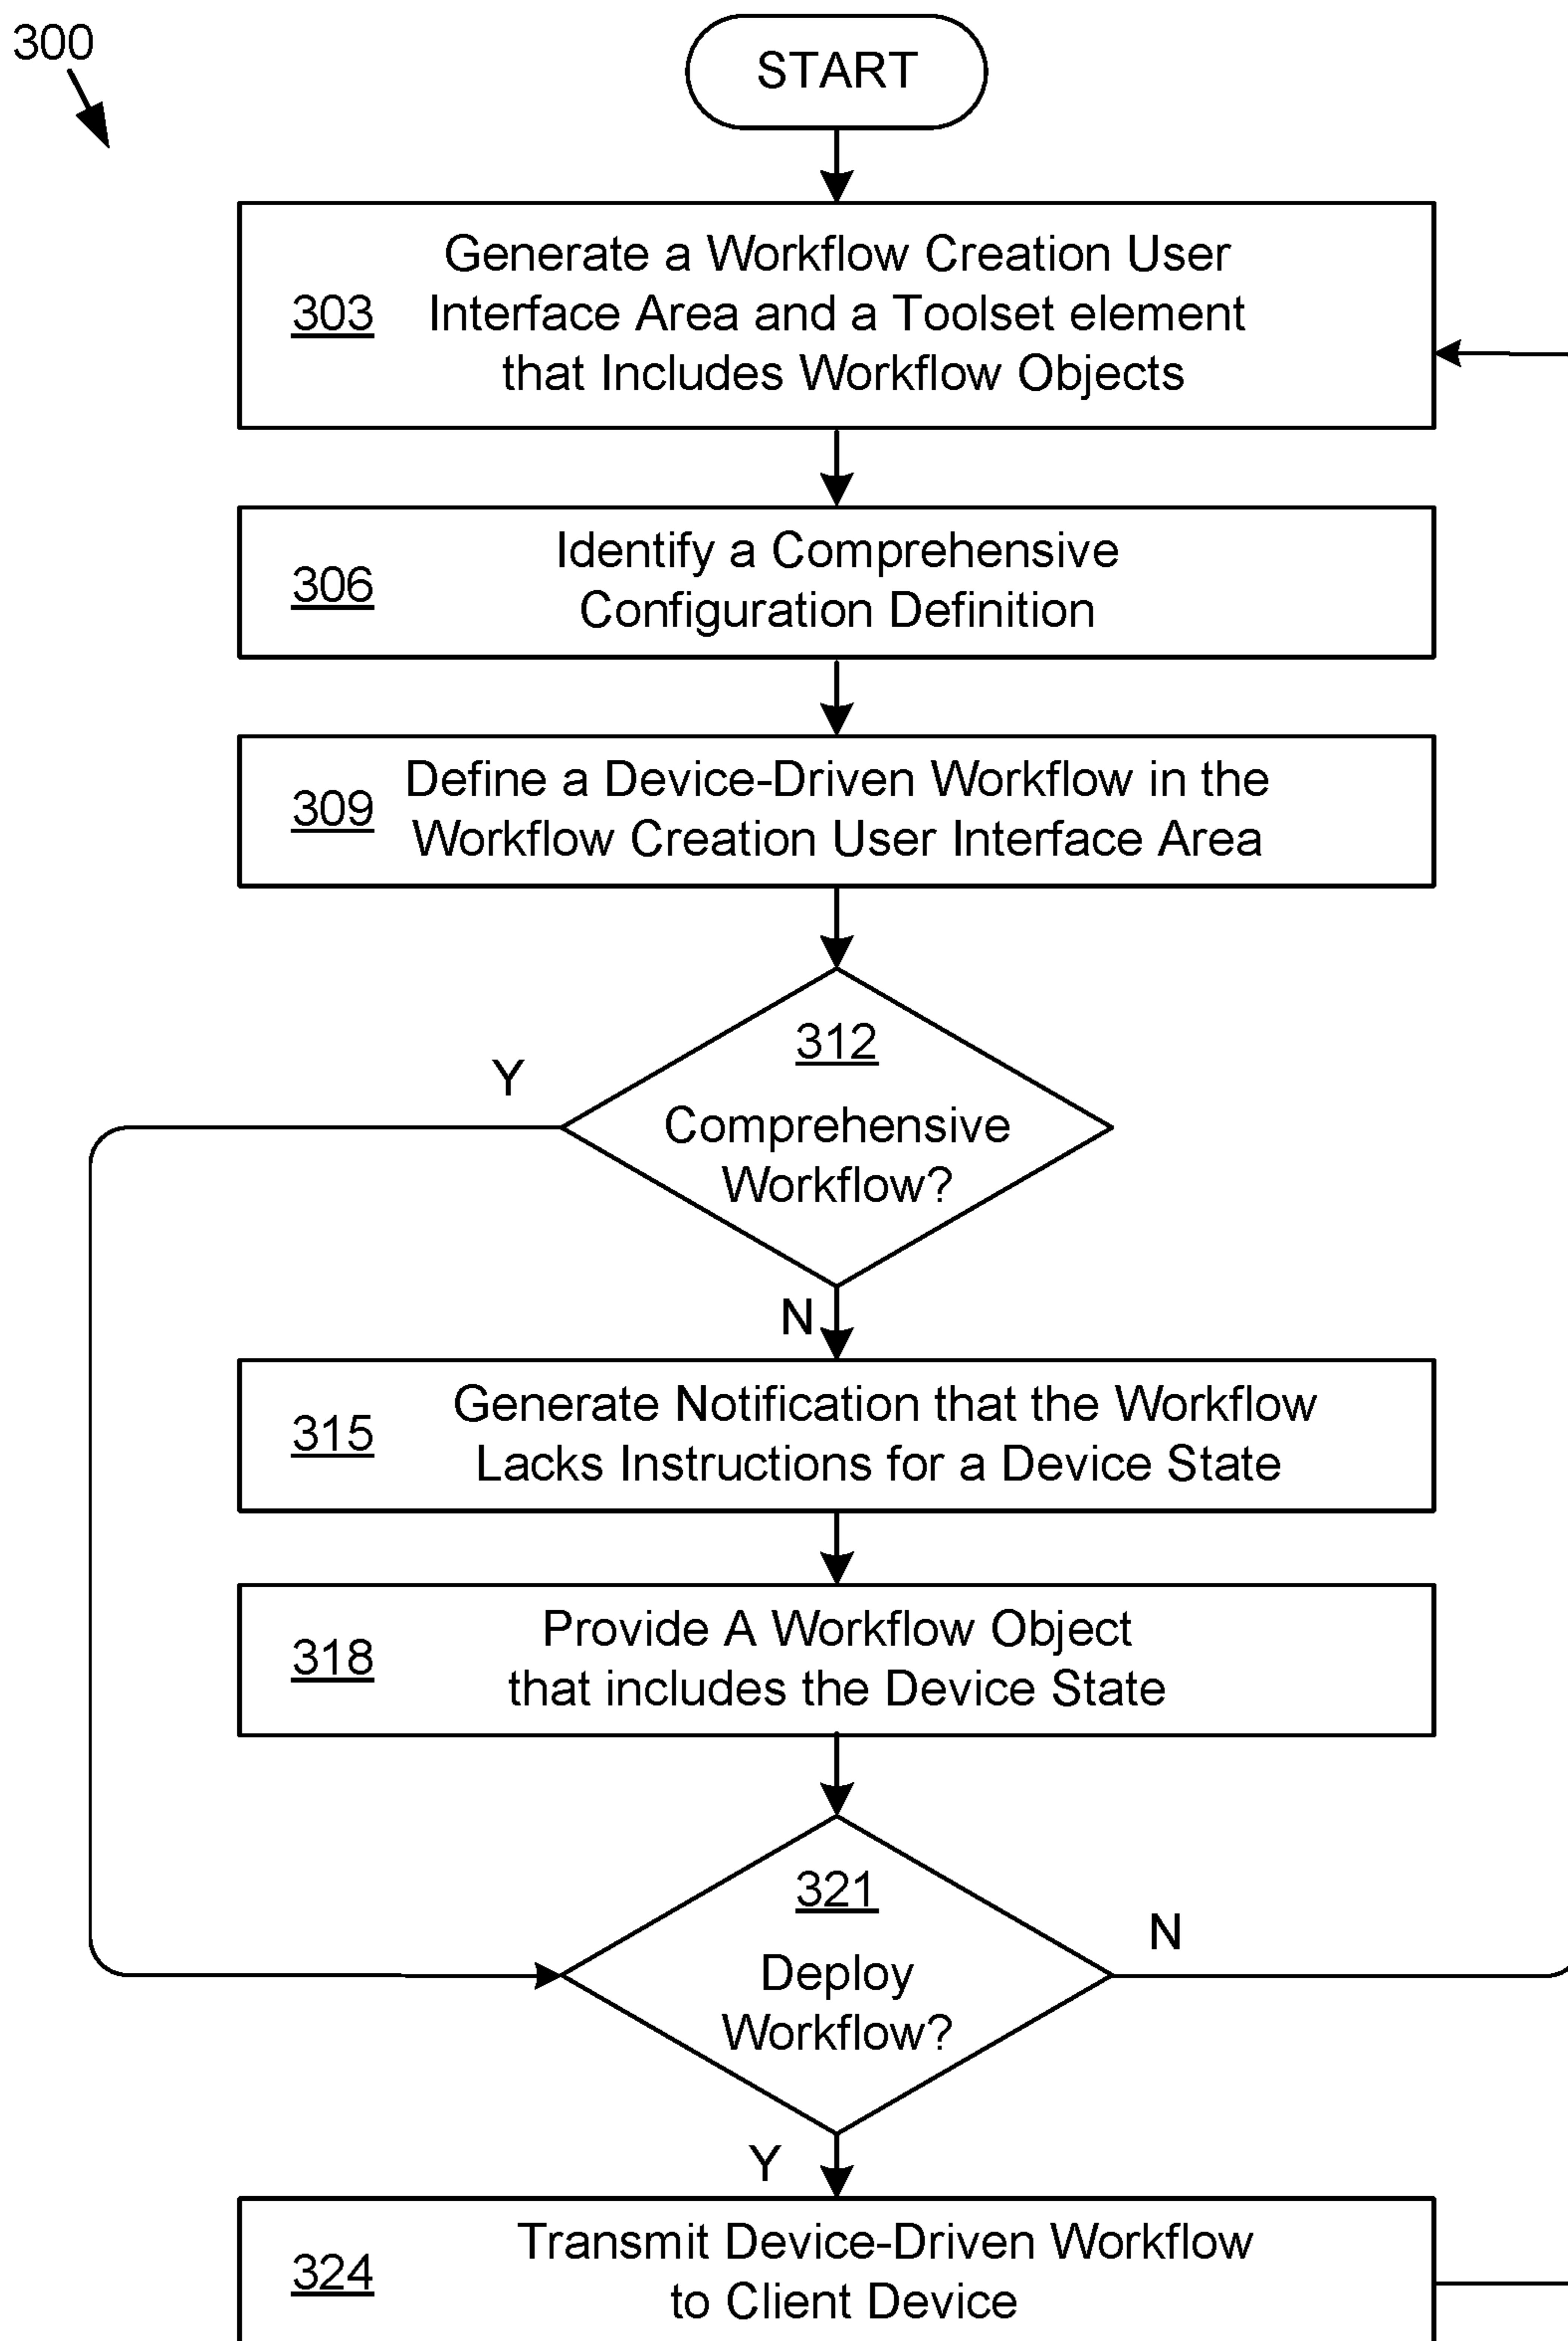 300
START
Generate a Workflow Creation User
303
Interface Area and a Toolset element
that Includes Workflow Objects
306
Identify a Comprehensive
Configuration Definition
309
Define a Device-Driven Workflow in the
Workflow Creation User Interface Area
312
Y
Comprehensive
Workflow?
N
315
Generate Notification that the Workflow
Lacks Instructions for a Device State
318
Provide A Workflow Object
that includes the Device State
321
N
Deploy
Workflow?
Y
324
Transmit Device-Driven Workflow
to Client Device